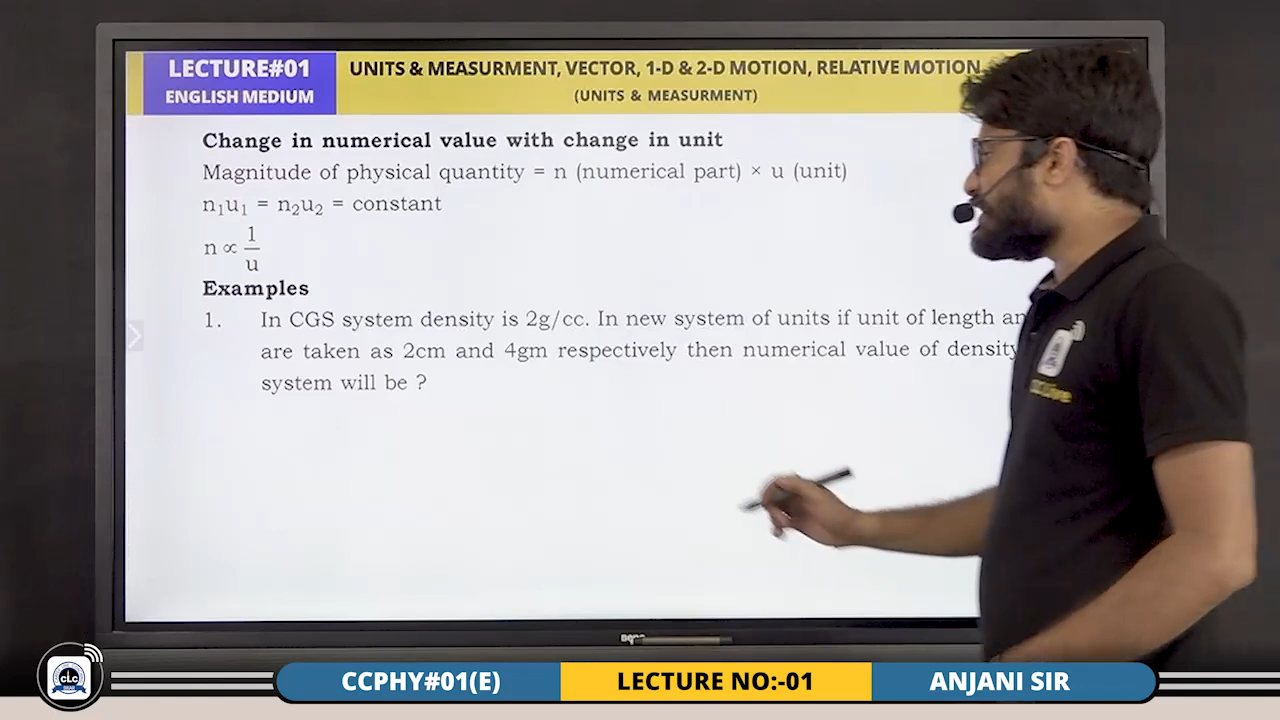 LECTURE#01
ENGLISH MEDIUM
UNITS & MEASURMENT, VECTOR, 1-D & 2-D MOTION, RELATIVE MOTION
(UNITS & MEASURMENT)
Change in numerical value with change in unit
Magnitude of physical quantity = n (numerical part) × u (unit)
n₁u₁ = n₂u₂ = constant
n ∝ 1/u
Examples
1. In CGS system density is 2g/cc. In new system of units if unit of length
are taken as 2cm and 4gm respectively then numerical value of density
system will be ?
CLC
CCPHY#01(E)
LECTURE NO:-01
ANJANI SIR